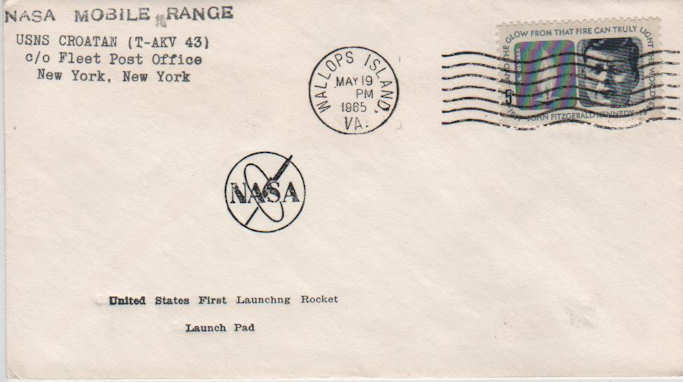 NASA MOBILE RANGE
USNS CROATAN (T-AKV 43)
c/o Fleet Post Office
New York, New York
WALLOPS ISLAND,
MAY 19
PM
1965
VA.
AND THE GLOW FROM THAT FIRE CAN TRULY LIGHT THE WORLD
5¢
JOHN FITZGERALD KENNEDY
NASA
United States First Launchng Rocket
Launch Pad